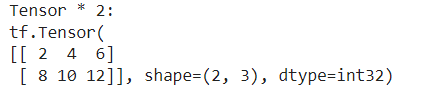 Tensor * 2:
tf.Tensor(
[[ 2  4  6]
 [ 8 10 12]], shape=(2, 3), dtype=int32)